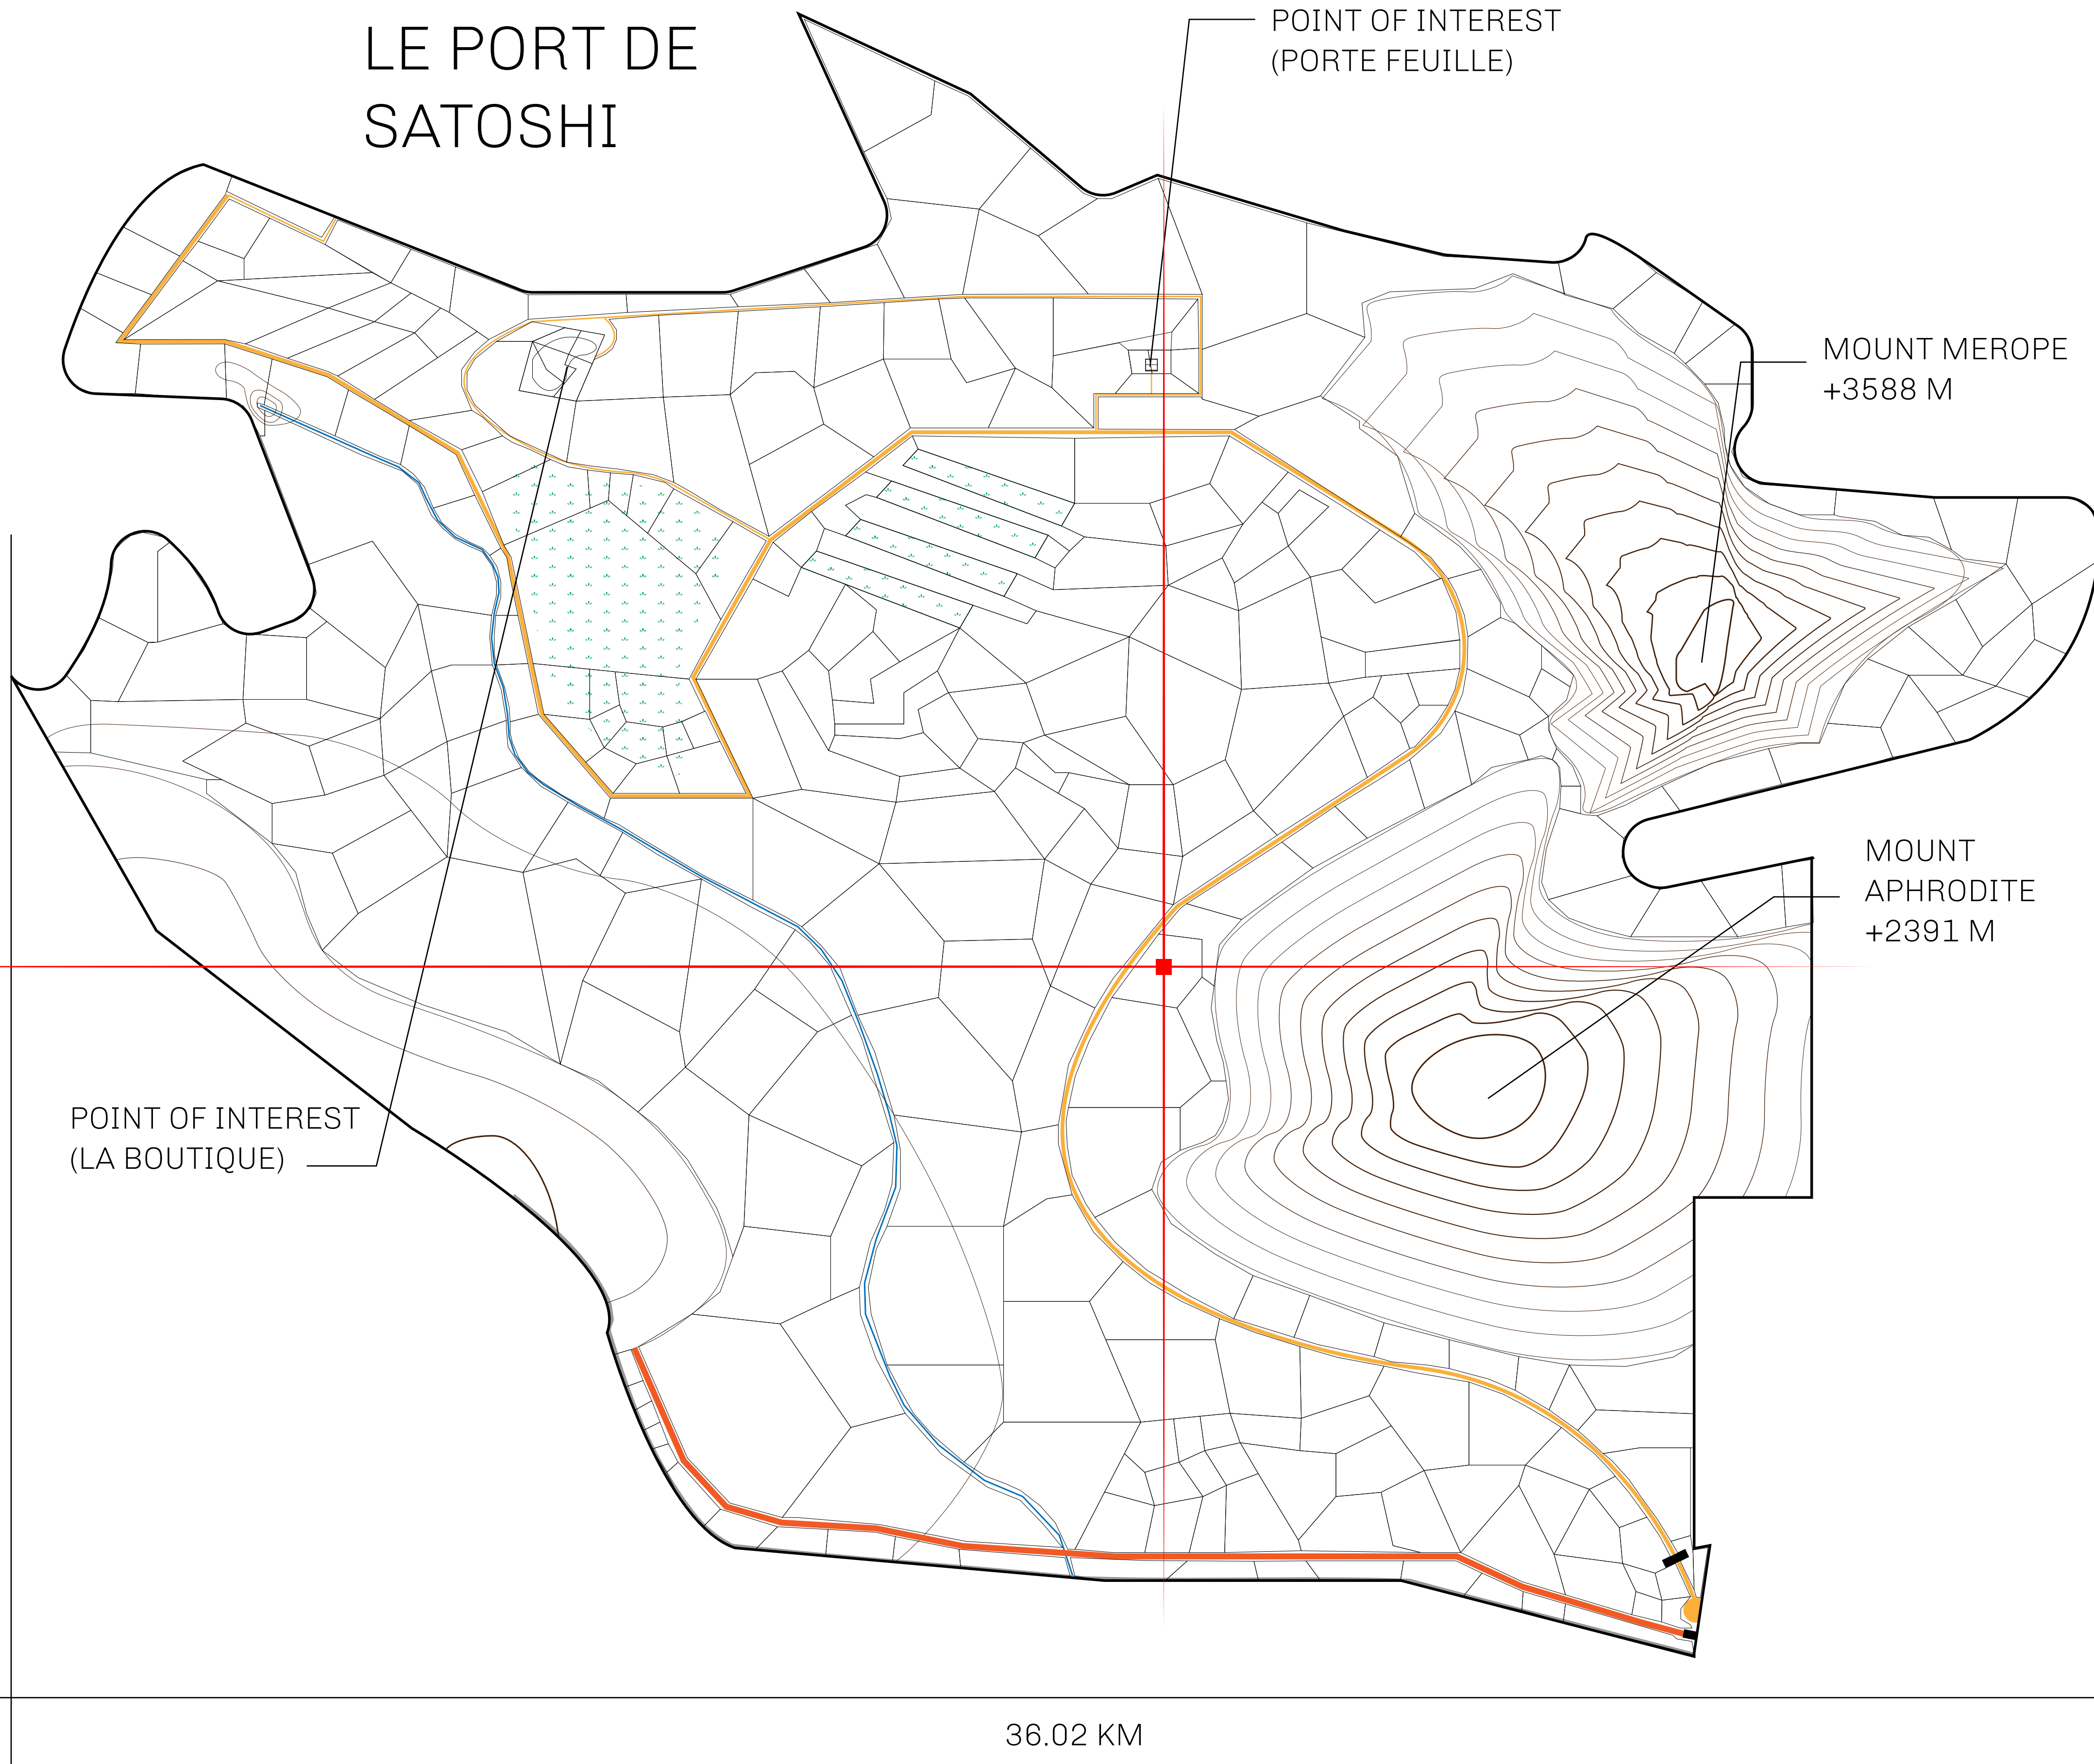 LE PORT DE
SATOSHI
POINT OF INTEREST
(PORTE FEUILLE)
MOUNT MEROPE
+3588 M
MOUNT
APHRODITE
+2391 M
POINT OF INTEREST
(LA BOUTIQUE)
36.02 KM